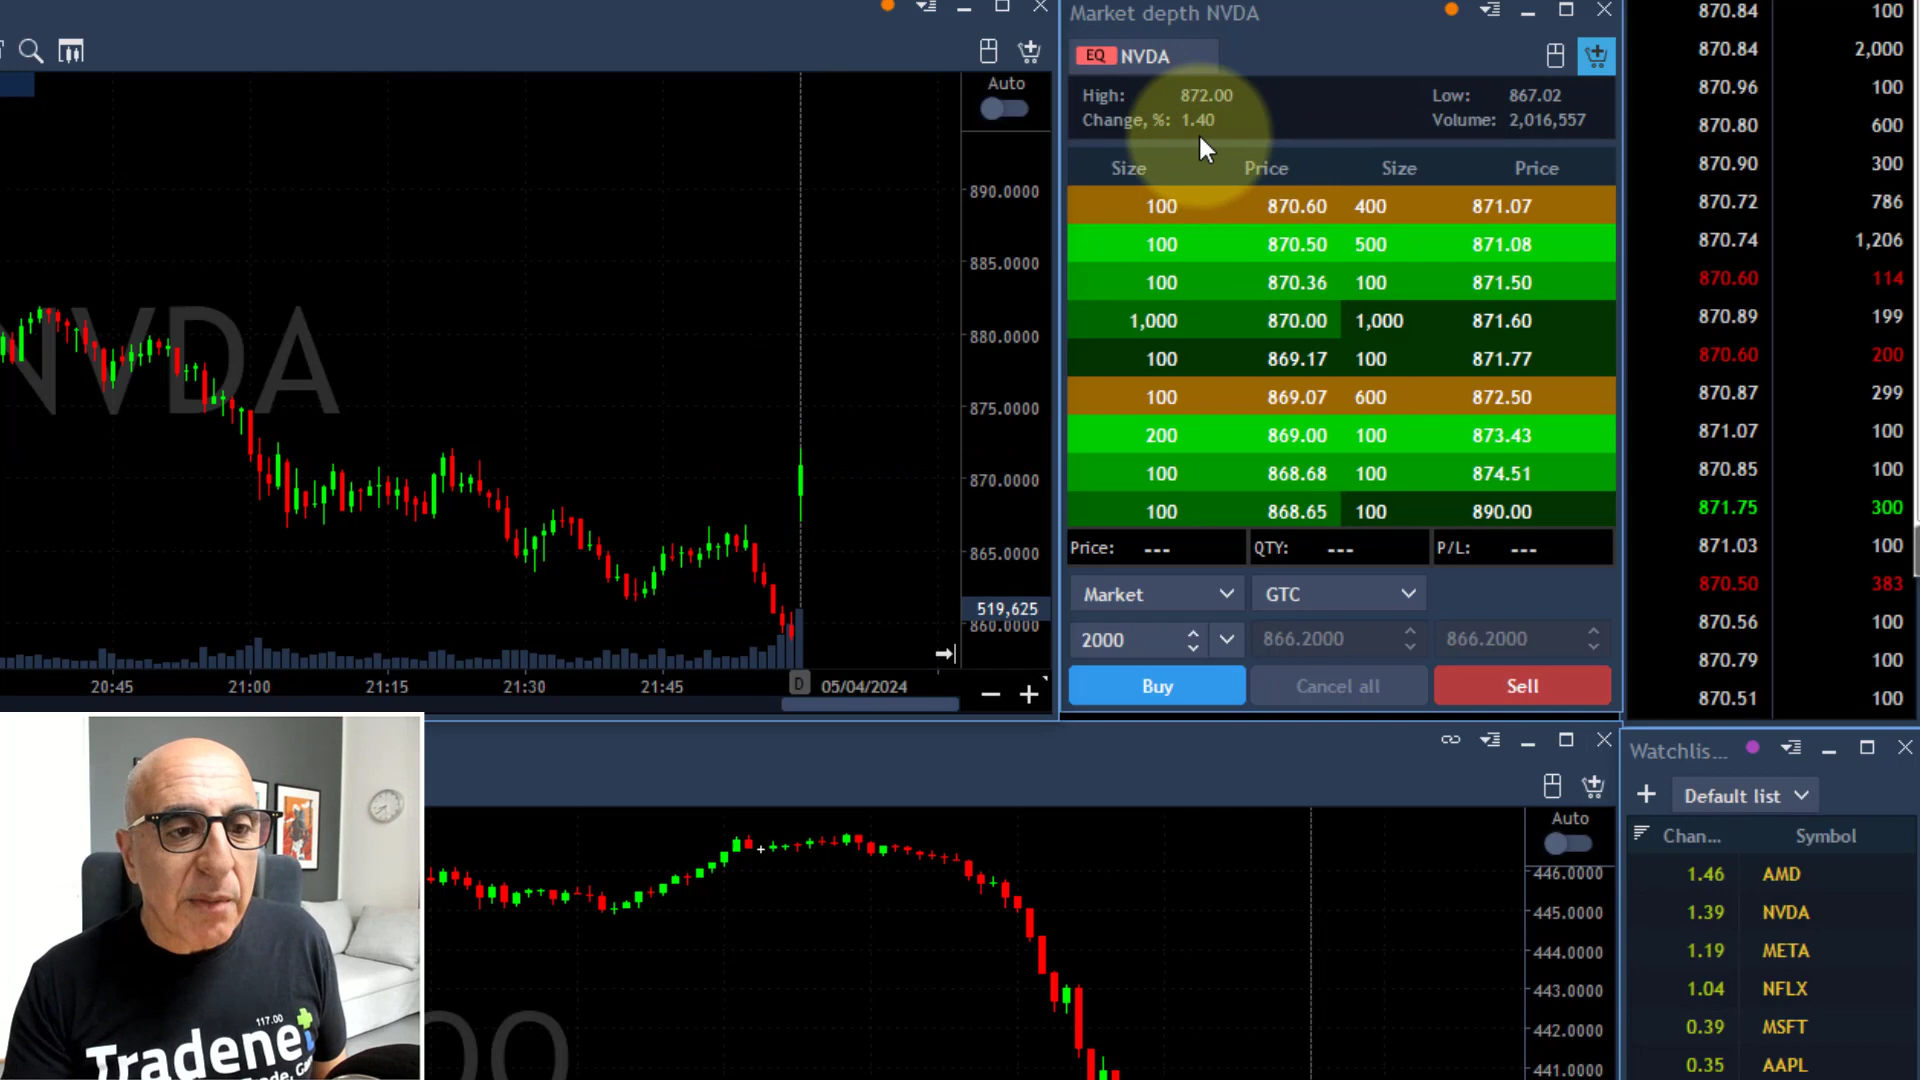 Market depth NVDA
EQ NVDA
High: 872.00 Low: 867.02
Change, %: 1.40 Volume: 2,016,557
Size Price Size Price
100 870.60 400 871.07
100 870.50 500 871.08
100 870.36 100 871.50
1,000 870.00 1,000 871.60
100 869.17 100 871.77
100 869.07 600 872.50
200 869.00 100 873.43
100 868.68 100 874.51
100 868.65 100 890.00
Price: --- QTY: --- P/L: ---
Market GTC
2000 866.2000 866.2000
Buy Cancel all Sell
Auto
890.0000
885.0000
880.0000
875.0000
870.0000
865.0000
519,625
860.0000
NVDA
20:45 21:00 21:15 21:30 21:45 D 05/04/2024
870.84 100
870.84 2,000
870.96 100
870.80 600
870.90 300
870.72 786
870.74 1,206
870.60 114
870.89 199
870.60 200
870.87 299
871.07 100
870.85 100
871.75 300
871.03 100
870.50 383
870.56 100
870.79 100
870.51 100
Auto
446.0000
445.0000
444.0000
443.0000
442.0000
441.0000
Watchlis...
Default list
Chan... Symbol
1.46 AMD
1.39 NVDA
1.19 META
1.04 NFLX
0.39 MSFT
0.35 AAPL
117.00
Tradene